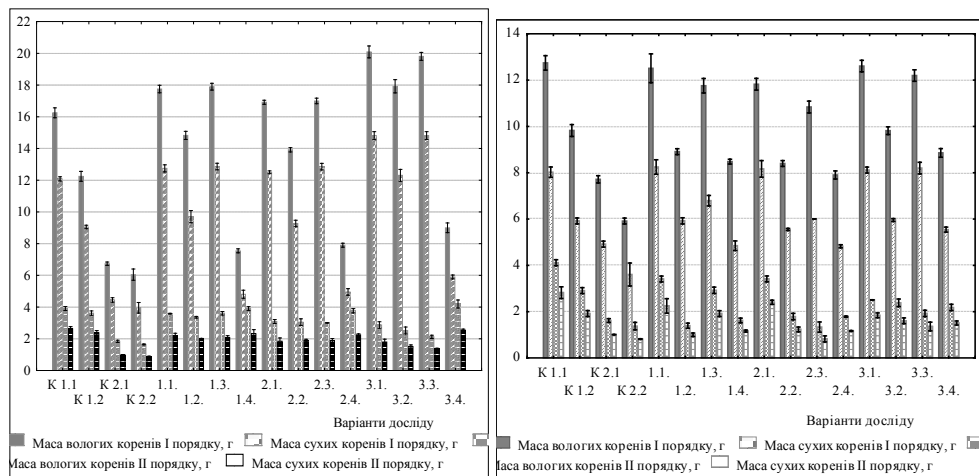 22
20
18
16
14
12
10
8
6
4
2
0
К 1.1 К 2.1 1.1. 1.3. 2.1. 2.3. 3.1. 3.3.
К 1.2 К 2.2 1.2. 1.4. 2.2. 2.4. 3.2. 3.4.
Варіанти досліду
Маса вологих коренів І порядку, г Маса сухих коренів І порядку, г
Маса вологих коренів ІІ порядку, г Маса сухих коренів ІІ порядку, г
14
12
10
8
6
4
2
0
К 1.1 К 2.1 1.1. 1.3. 2.1. 2.3. 3.1. 3.3.
К 1.2 К 2.2 1.2. 1.4. 2.2. 2.4. 3.2. 3.4.
Варіанти досліду
Маса вологих коренів І порядку, г Маса сухих коренів І порядку, г
Маса вологих коренів ІІ порядку, г Маса сухих коренів ІІ порядку, г